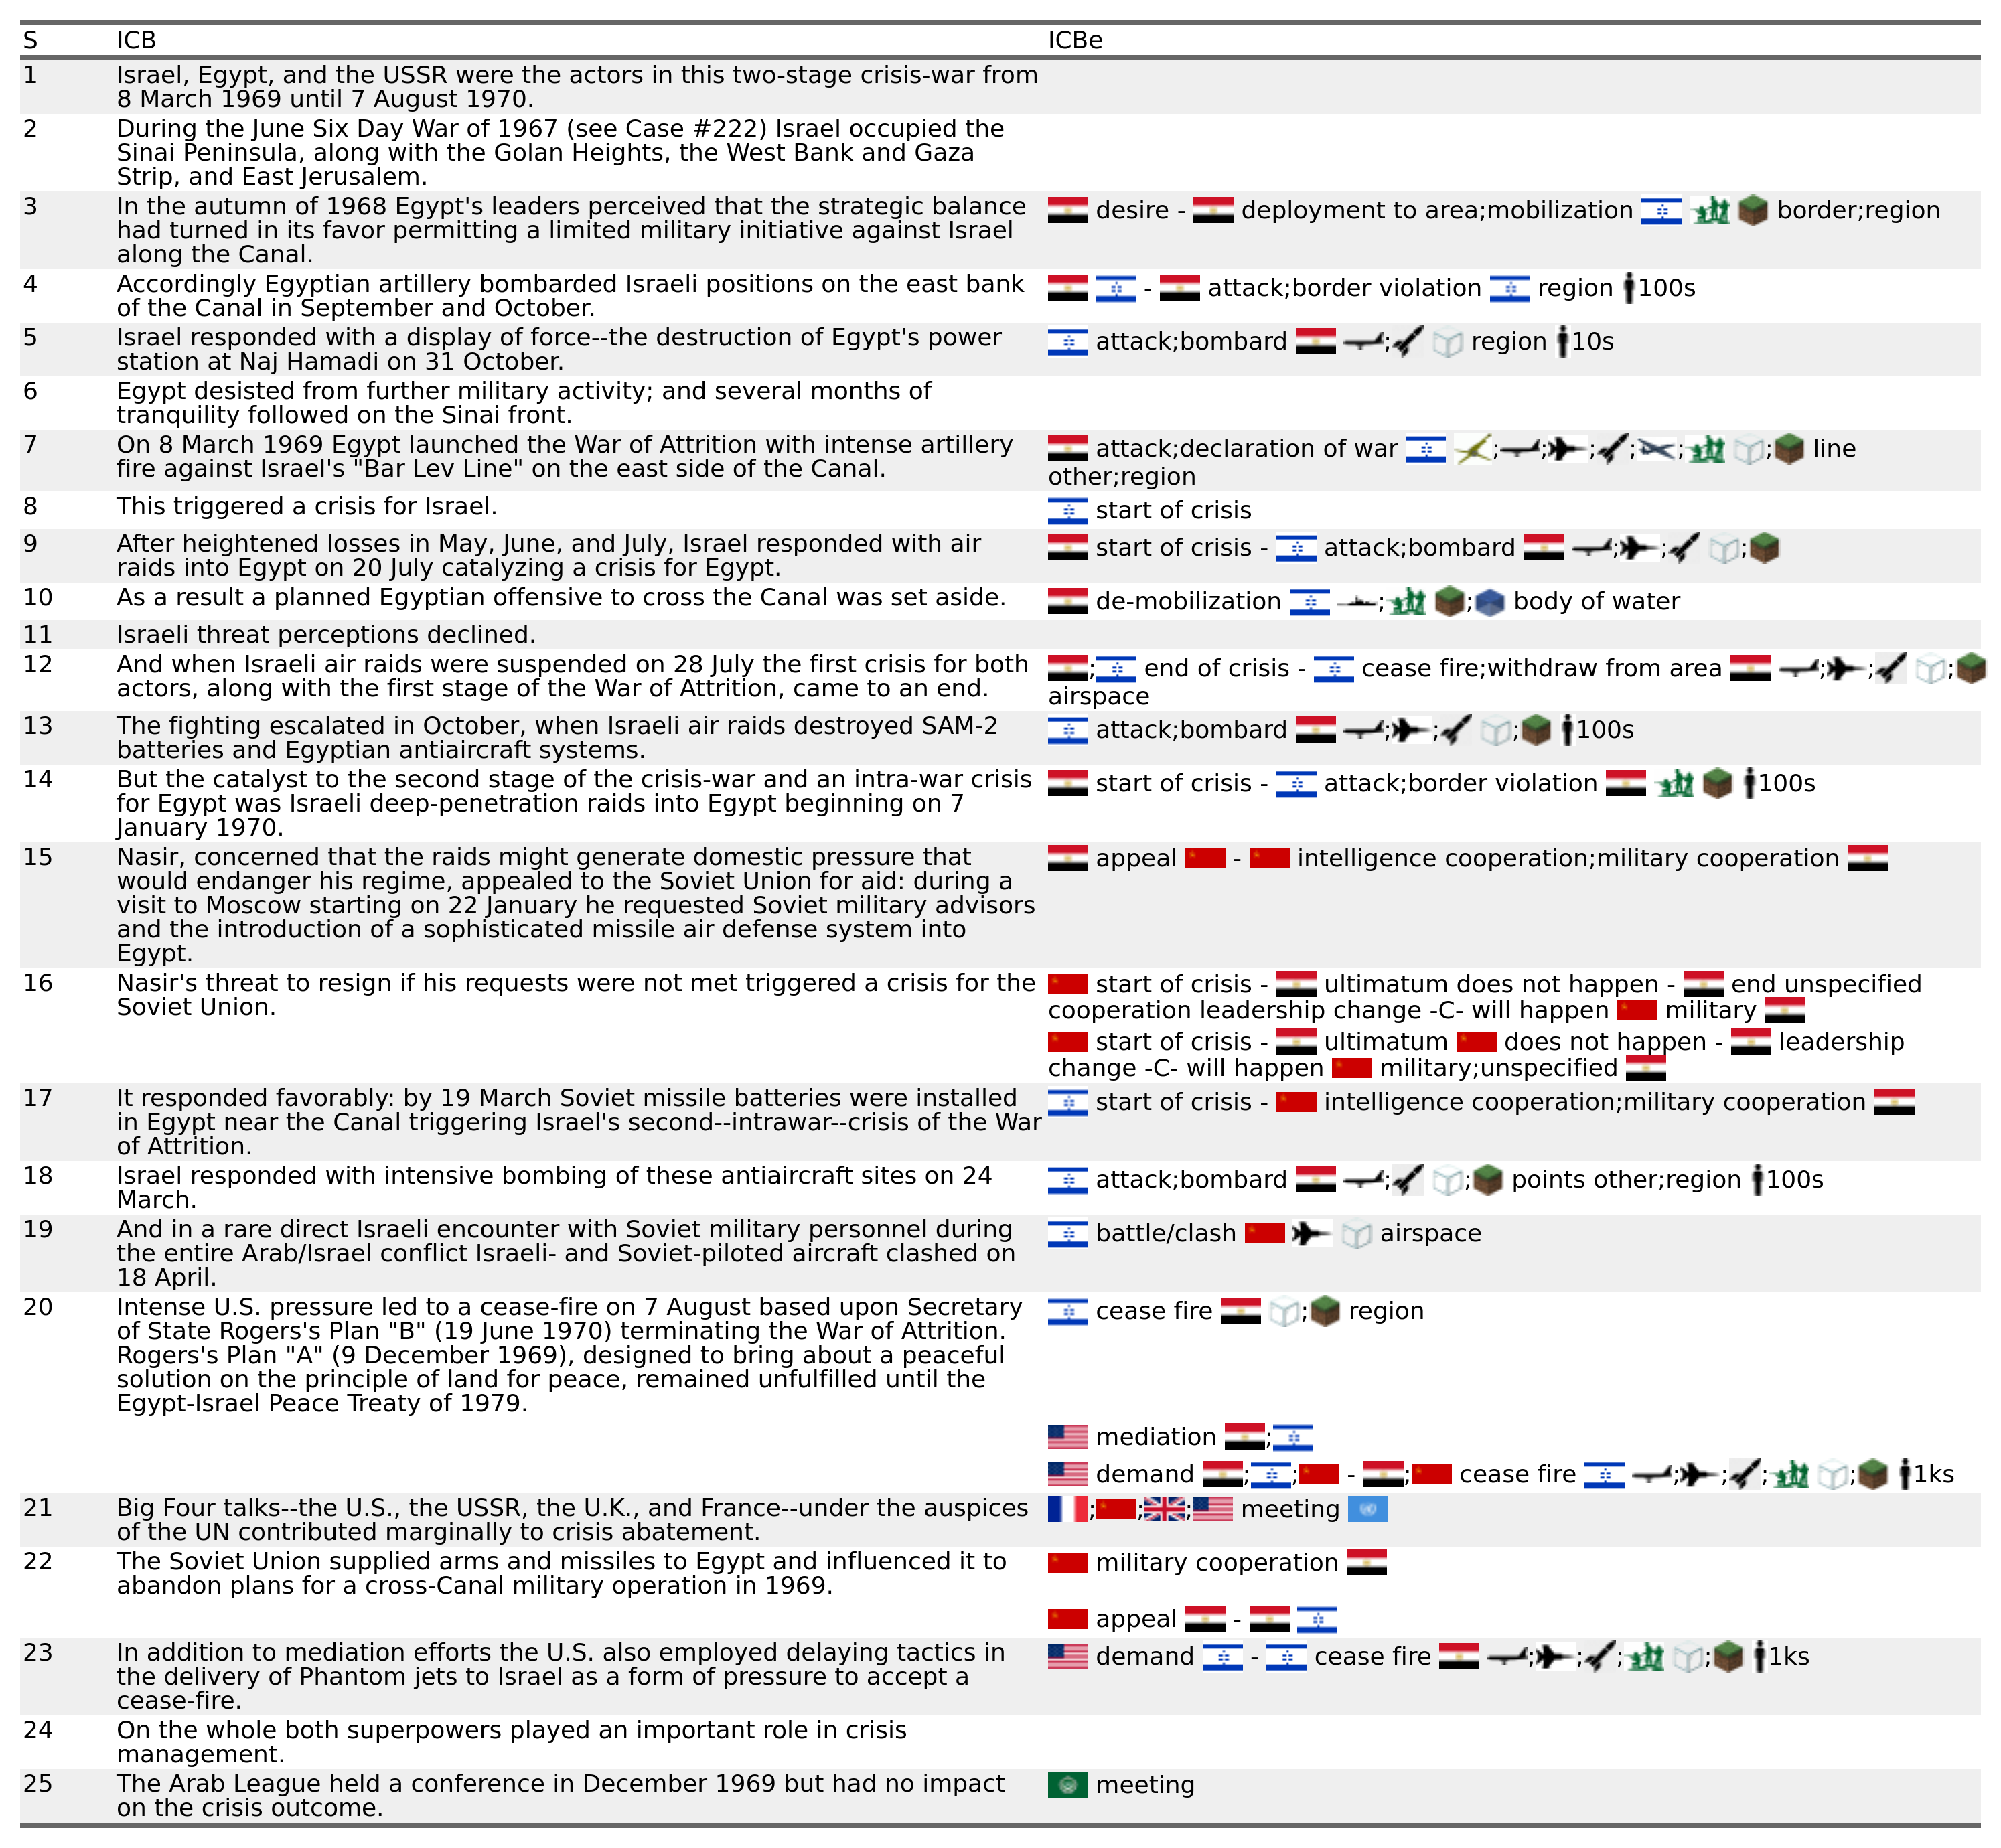 S ICB ICBe
1 Israel, Egypt, and the USSR were the actors in this two-stage crisis-war from
8 March 1969 until 7 August 1970.
2 During the June Six Day War of 1967 (see Case #222) Israel occupied the
Sinai Peninsula, along with the Golan Heights, the West Bank and Gaza
Strip, and East Jerusalem.
3 In the autumn of 1968 Egypt's leaders perceived that the strategic balance
had turned in its favor permitting a limited military initiative against Israel
along the Canal.
desire - deployment to area;mobilization border;region
4 Accordingly Egyptian artillery bombarded Israeli positions on the east bank
of the Canal in September and October.
- attack;border violation region 100s
5 Israel responded with a display of force--the destruction of Egypt's power
station at Naj Hamadi on 31 October.
attack;bombard ; region 10s
6 Egypt desisted from further military activity; and several months of
tranquility followed on the Sinai front.
7 On 8 March 1969 Egypt launched the War of Attrition with intense artillery
fire against Israel's "Bar Lev Line" on the east side of the Canal.
attack;declaration of war ; ; ; ; ; ; line
other;region
8 This triggered a crisis for Israel.
start of crisis
9 After heightened losses in May, June, and July, Israel responded with air
raids into Egypt on 20 July catalyzing a crisis for Egypt.
start of crisis - attack;bombard ; ; ;
10 As a result a planned Egyptian offensive to cross the Canal was set aside.
de-mobilization ; ; body of water
11 Israeli threat perceptions declined.
12 And when Israeli air raids were suspended on 28 July the first crisis for both
actors, along with the first stage of the War of Attrition, came to an end.
; end of crisis - cease fire;withdraw from area ; ; ;
airspace
13 The fighting escalated in October, when Israeli air raids destroyed SAM-2
batteries and Egyptian antiaircraft systems.
attack;bombard ; ; ; 100s
14 But the catalyst to the second stage of the crisis-war and an intra-war crisis
for Egypt was Israeli deep-penetration raids into Egypt beginning on 7
January 1970.
start of crisis - attack;border violation 100s
15 Nasir, concerned that the raids might generate domestic pressure that
would endanger his regime, appealed to the Soviet Union for aid: during a
visit to Moscow starting on 22 January he requested Soviet military advisors
and the introduction of a sophisticated missile air defense system into
Egypt.
appeal - intelligence cooperation;military cooperation
16 Nasir's threat to resign if his requests were not met triggered a crisis for the
Soviet Union.
start of crisis - ultimatum does not happen - end unspecified
cooperation leadership change -C- will happen military
start of crisis - ultimatum does not happen - leadership
change -C- will happen military;unspecified
17 It responded favorably: by 19 March Soviet missile batteries were installed
in Egypt near the Canal triggering Israel's second--intrawar--crisis of the War
of Attrition.
start of crisis - intelligence cooperation;military cooperation
18 Israel responded with intensive bombing of these antiaircraft sites on 24
March.
attack;bombard ; ; points other;region 100s
19 And in a rare direct Israeli encounter with Soviet military personnel during
the entire Arab/Israel conflict Israeli- and Soviet-piloted aircraft clashed on
18 April.
battle/clash airspace
20 Intense U.S. pressure led to a cease-fire on 7 August based upon Secretary
of State Rogers's Plan "B" (19 June 1970) terminating the War of Attrition.
Rogers's Plan "A" (9 December 1969), designed to bring about a peaceful
solution on the principle of land for peace, remained unfulfilled until the
Egypt-Israel Peace Treaty of 1979.
cease fire ; region
mediation ;
demand ; ; - ; cease fire ; ; ; ; 1ks
21 Big Four talks--the U.S., the USSR, the U.K., and France--under the auspices
of the UN contributed marginally to crisis abatement.
; ; ; meeting
22 The Soviet Union supplied arms and missiles to Egypt and influenced it to
abandon plans for a cross-Canal military operation in 1969.
military cooperation
appeal -
23 In addition to mediation efforts the U.S. also employed delaying tactics in
the delivery of Phantom jets to Israel as a form of pressure to accept a
cease-fire.
demand - cease fire ; ; ; ; 1ks
24 On the whole both superpowers played an important role in crisis
management.
25 The Arab League held a conference in December 1969 but had no impact
on the crisis outcome.
meeting